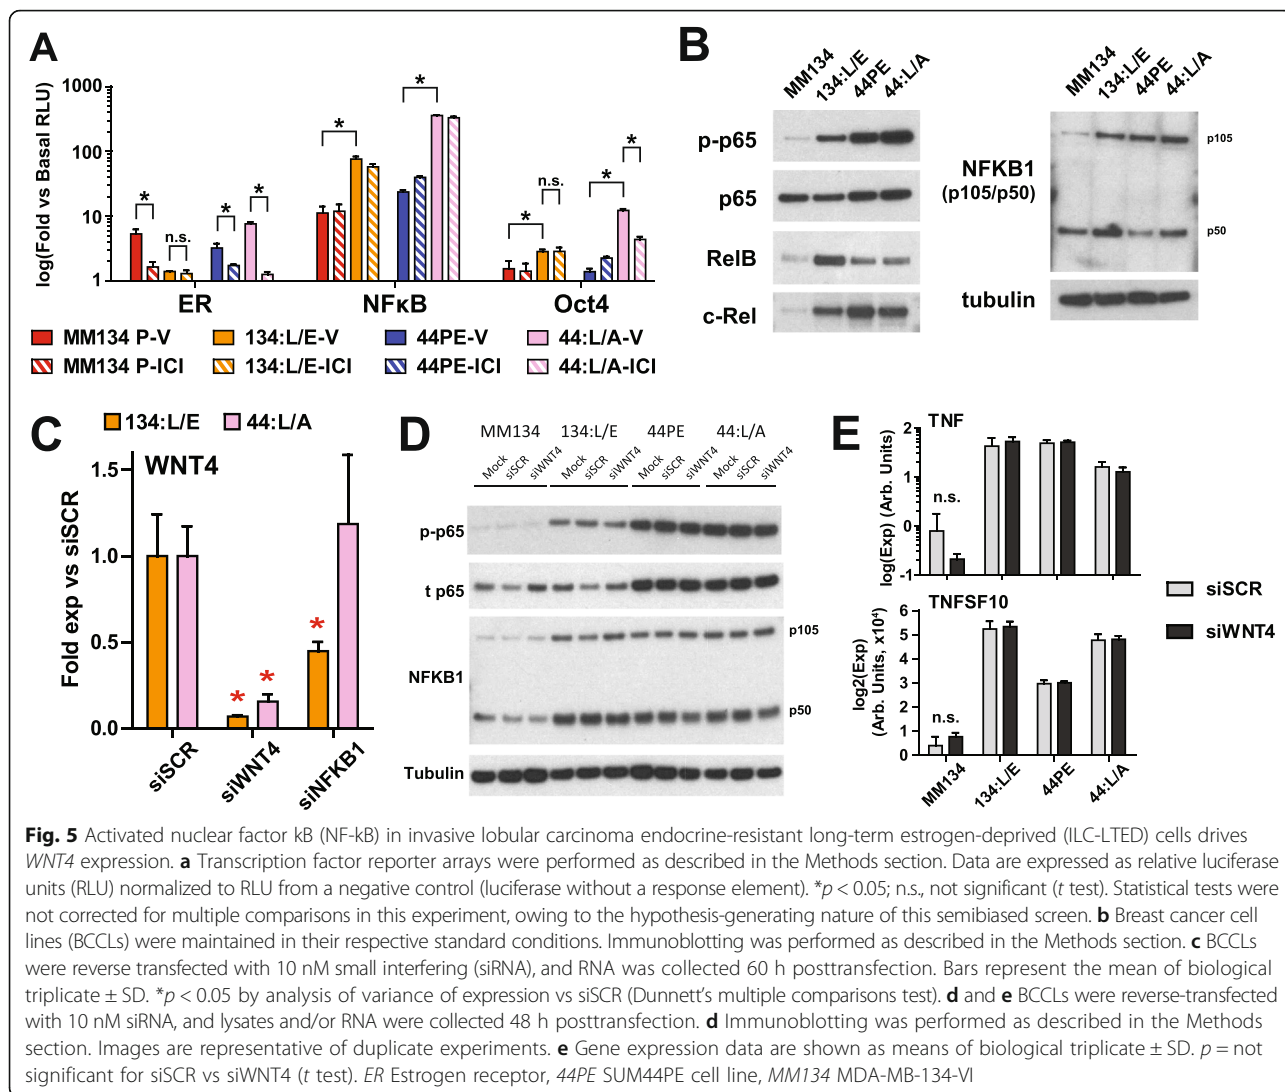 A
log(Fold vs Basal RLU)
1000
100
10
1
* n.s. * *
* *
* n.s. * *
ER NFκB Oct4
MM134 P-V 134:L/E-V 44PE-V 44:L/A-V
MM134 P-ICI 134:L/E-ICI 44PE-ICI 44:L/A-ICI
B
MM134 134:L/E 44PE 44:L/A
p-p65
p65
RelB
c-Rel
MM134 134:L/E 44PE 44:L/A
NFKB1
(p105/p50)
p105
p50
tubulin
C
134:L/E 44:L/A
WNT4
Fold exp vs siSCR
1.5
1.0
0.5
0.0
* * *
siSCR siWNT4 siNFKB1
D
MM134 134:L/E 44PE 44:L/A
Mock siSCR siWNT4 Mock siSCR siWNT4 Mock siSCR siWNT4 Mock siSCR siWNT4
p-p65
t p65
NFKB1
p105
p50
Tubulin
E
TNF
log(Exp) (Arb. Units)
2
1
0
-1
n.s.
TNFSF10
log2(Exp)
(Arb. Units, x10⁴)
6
5
4
3
2
1
0
n.s.
MM134 134:L/E 44PE 44:L/A
siSCR
siWNT4
Fig. 5 Activated nuclear factor kB (NF-kB) in invasive lobular carcinoma endocrine-resistant long-term estrogen-deprived (ILC-LTED) cells drives
WNT4 expression. a Transcription factor reporter arrays were performed as described in the Methods section. Data are expressed as relative luciferase
units (RLU) normalized to RLU from a negative control (luciferase without a response element). *p < 0.05; n.s., not significant (t test). Statistical tests were
not corrected for multiple comparisons in this experiment, owing to the hypothesis-generating nature of this semibiased screen. b Breast cancer cell
lines (BCCLs) were maintained in their respective standard conditions. Immunoblotting was performed as described in the Methods section. c BCCLs
were reverse transfected with 10 nM small interfering (siRNA), and RNA was collected 60 h posttransfection. Bars represent the mean of biological
triplicate ± SD. *p < 0.05 by analysis of variance of expression vs siSCR (Dunnett's multiple comparisons test). d and e BCCLs were reverse-transfected
with 10 nM siRNA, and lysates and/or RNA were collected 48 h posttransfection. d Immunoblotting was performed as described in the Methods
section. Images are representative of duplicate experiments. e Gene expression data are shown as means of biological triplicate ± SD. p = not
significant for siSCR vs siWNT4 (t test). ER Estrogen receptor, 44PE SUM44PE cell line, MM134 MDA-MB-134-VI